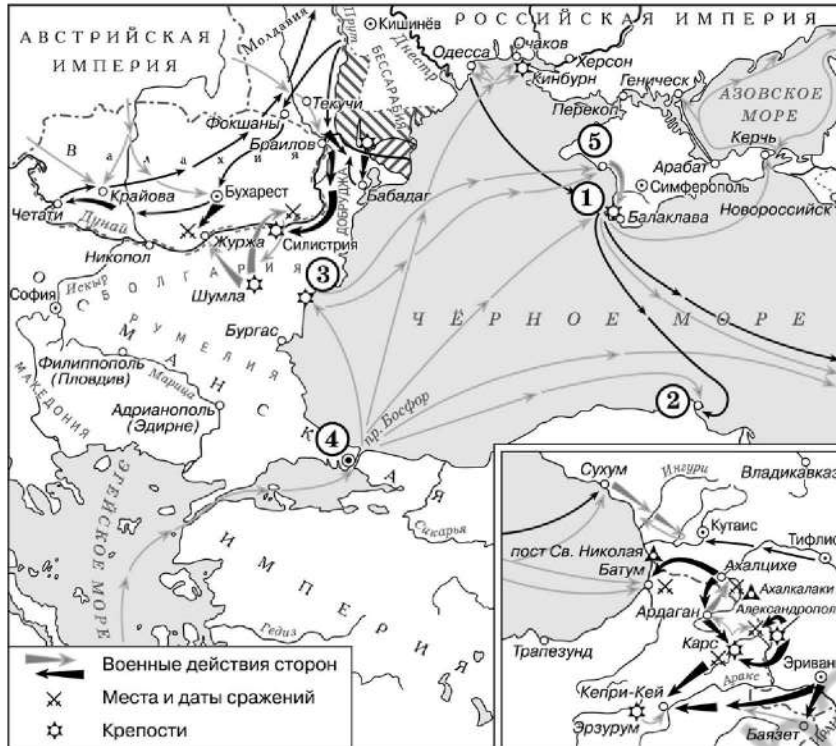 РОССИЙСКАЯ ИМПЕРИЯ
АВСТРИЙСКАЯ
ИМПЕРИЯ
Молдавия
Прут
Кишинёв
БЕССАРАБИЯ
Днестр
Одесса
Очаков
Херсон
Кинбурн
Геническ
АЗОВСКОЕ
МОРЕ
Перекоп
Керчь
Арабат
5
Симферополь
1
Балаклава
Новороссийск
Текучи
Фокшаны
Браилов
Валахия
Крайова
Бухарест
Бабадаг
ДОБРУДЖА
Четати
Дунай
Журжа
Силистрия
Никопол
БОЛГАРИЯ
Искыр
София
Шумла
3
РУМЕЛИЯ
Бургас
ЧЁРНОЕ МОРЕ
МАКЕДОНИЯ
Филиппополь
(Пловдив)
Марица
Адрианополь
(Эдирне)
ОСМАНСКАЯ
ИМПЕРИЯ
пр. Босфор
4
2
ЭГЕЙСКОЕ МОРЕ
Сикарья
Гедиз
Военные действия сторон
Места и даты сражений
Крепости
Сухум
Ингури
Владикавказ
Кутаис
Тифлис
пост Св. Николая
Батум
Ахалцихе
Ахалкалаки
Ардаган
Александрополь
Карс
Трапезунд
Аракс
Эривань
Кепри-Кей
Эрзурум
Баязет